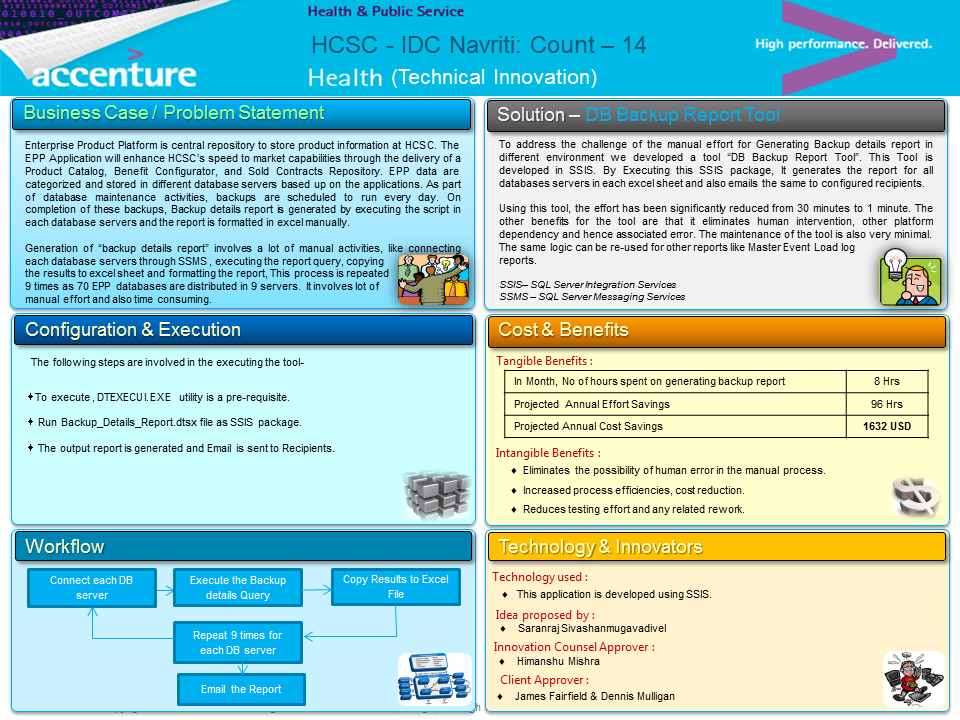 Health & Public Service
HCSC - IDC Navriti: Count – 14
Health (Technical Innovation)
accenture
High performance. Delivered.
Business Case / Problem Statement
Enterprise Product Platform is central repository to store product information at HCSC. The
EPP Application will enhance HCSC's speed to market capabilities through the delivery of a
Product Catalog, Benefit Configurator, and Sold Contracts Repository. EPP data are
categorized and stored in different database servers based up on the applications. As part
of database maintenance activities, backups are scheduled to run every day. On
completion of these backups, Backup details report is generated by executing the script in
each database servers and the report is formatted in excel manually.
Generation of “backup details report” involves a lot of manual activities, like connecting
each database servers through SSMS , executing the report query, copying
the results to excel sheet and formatting the report, This process is repeated
9 times as 70 EPP databases are distributed in 9 servers. It involves lot of
manual effort and also time consuming.
Solution – DB Backup Report Tool
To address the challenge of the manual effort for Generating Backup details report in
different environment we developed a tool “DB Backup Report Tool”. This Tool is
developed in SSIS. By Executing this SSIS package, It generates the report for all
databases servers in each excel sheet and also emails the same to configured recipients.
Using this tool, the effort has been significantly reduced from 30 minutes to 1 minute. The
other benefits for the tool are that it eliminates human intervention, other platform
dependency and hence associated error. The maintenance of the tool is also very minimal.
The same logic can be re-used for other reports like Master Event Load log
reports.
SSIS– SQL Server Integration Services
SSMS – SQL Server Messaging Services
Configuration & Execution
The following steps are involved in the executing the tool-
To execute , DTEXECUI.EXE utility is a pre-requisite.
Run Backup_Details_Report.dtsx file as SSIS package.
The output report is generated and Email is sent to Recipients.
Cost & Benefits
Tangible Benefits :
In Month, No of hours spent on generating backup report 8 Hrs
Projected Annual Effort Savings 96 Hrs
Projected Annual Cost Savings 1632 USD
Intangible Benefits :
♦ Eliminates the possibility of human error in the manual process.
♦ Increased process efficiencies, cost reduction.
♦ Reduces testing effort and any related rework.
Workflow
Connect each DB
server
Execute the Backup
details Query
Copy Results to Excel
File
Repeat 9 times for
each DB server
Email the Report
Technology & Innovators
Technology used :
♦ This application is developed using SSIS.
Idea proposed by :
♦ Saranraj Sivashanmugavadivel
Innovation Counsel Approver :
♦ Himanshu Mishra
Client Approver :
♦ James Fairfield & Dennis Mulligan